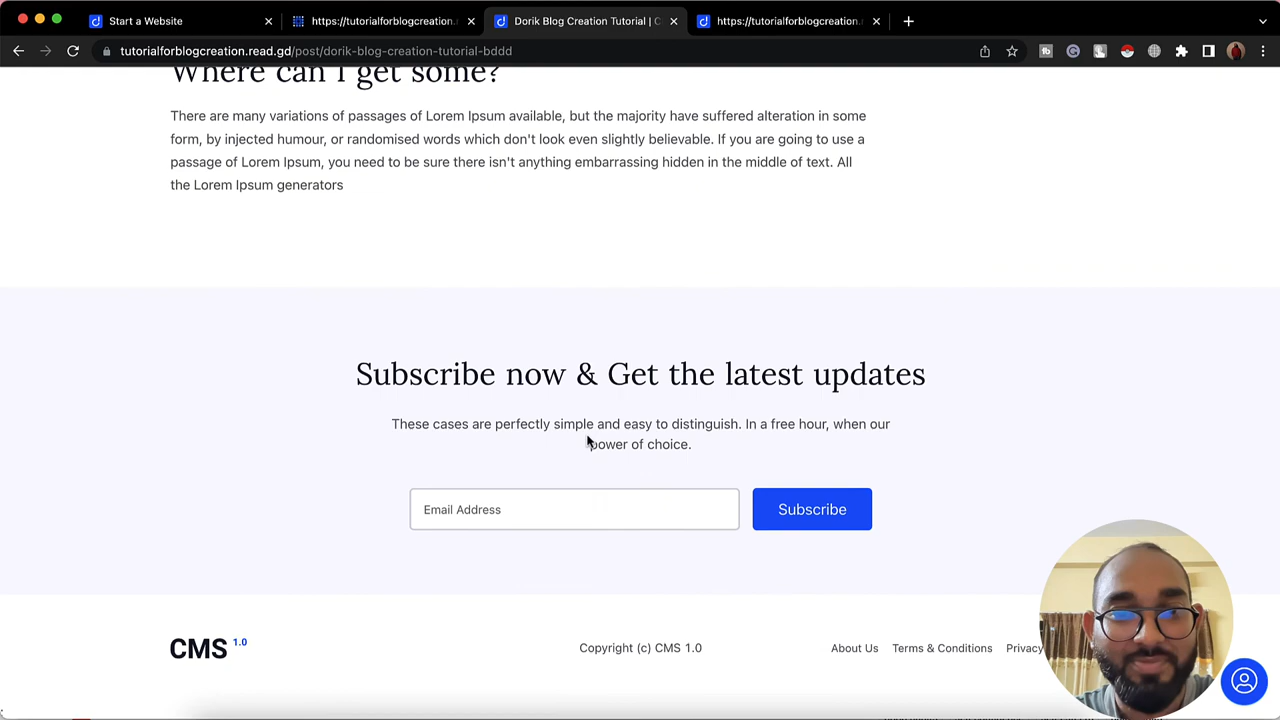 Start a Website
https://tutorialforblogcreation.
Dorik Blog Creation Tutorial | C
https://tutorialforblogcreation.
tutorialforblogcreation.read.gd/post/dorik-blog-creation-tutorial-bddd
Where can I get some?
There are many variations of passages of Lorem Ipsum available, but the majority have suffered alteration in some
form, by injected humour, or randomised words which don't look even slightly believable. If you are going to use a
passage of Lorem Ipsum, you need to be sure there isn't anything embarrassing hidden in the middle of text. All
the Lorem Ipsum generators
Subscribe now & Get the latest updates
These cases are perfectly simple and easy to distinguish. In a free hour, when our
power of choice.
Email Address
Subscribe
CMS 1.0
Copyright (c) CMS 1.0
About Us
Terms & Conditions
Privacy